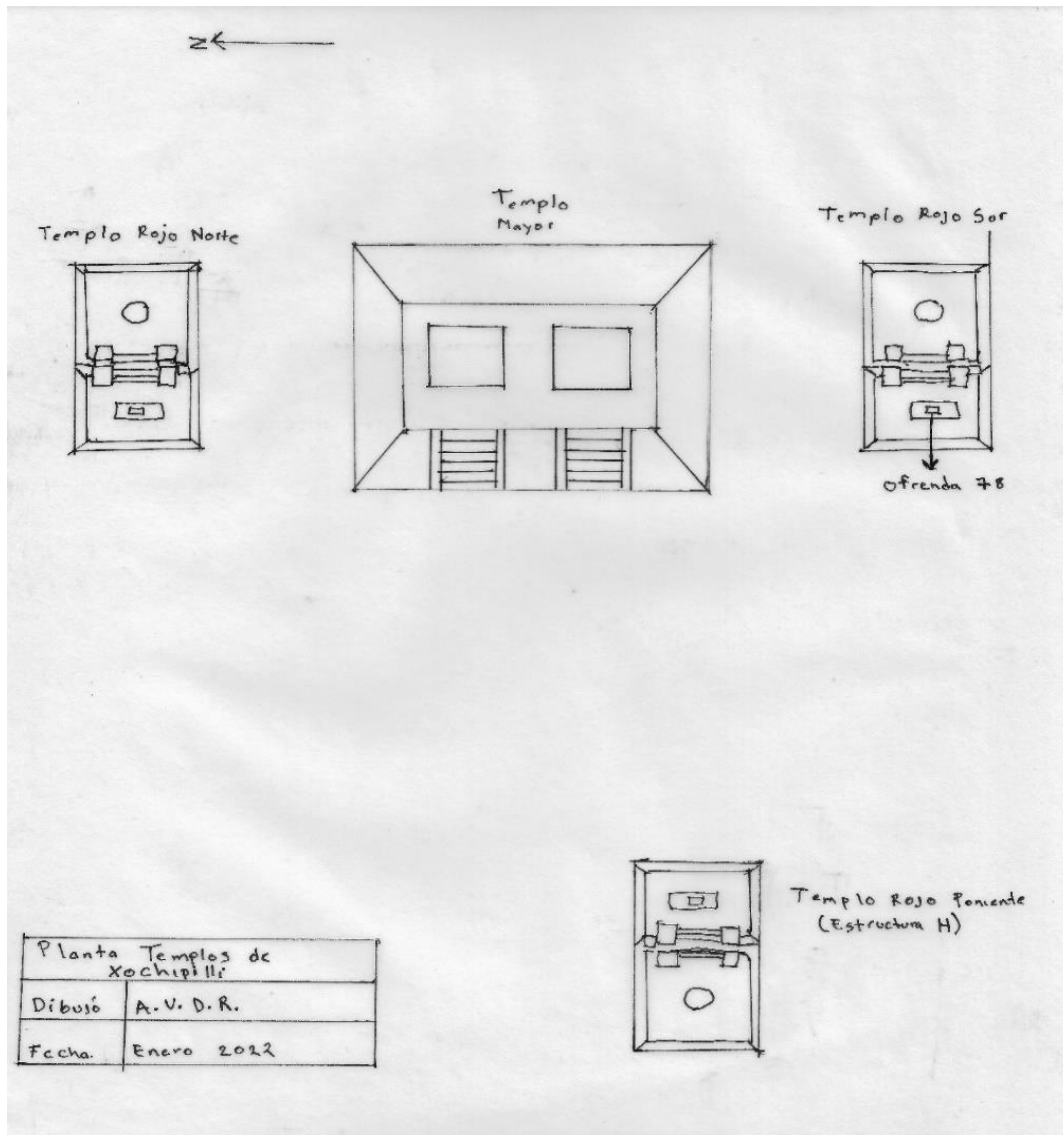 N
Templo
Mayor
Templo Rojo Norte
Templo Rojo Sur
Ofrenda 78
Templo Rojo Poniente
(Estructura H)
Planta Templos de
Xochipilli
Dibujó A. V. D. R.
Fecha. Enero 2022